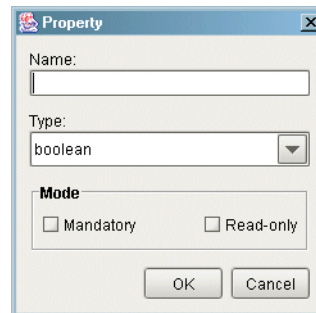 Property
Name:
Type:
boolean
Mode
Mandatory Read-only
OK Cancel